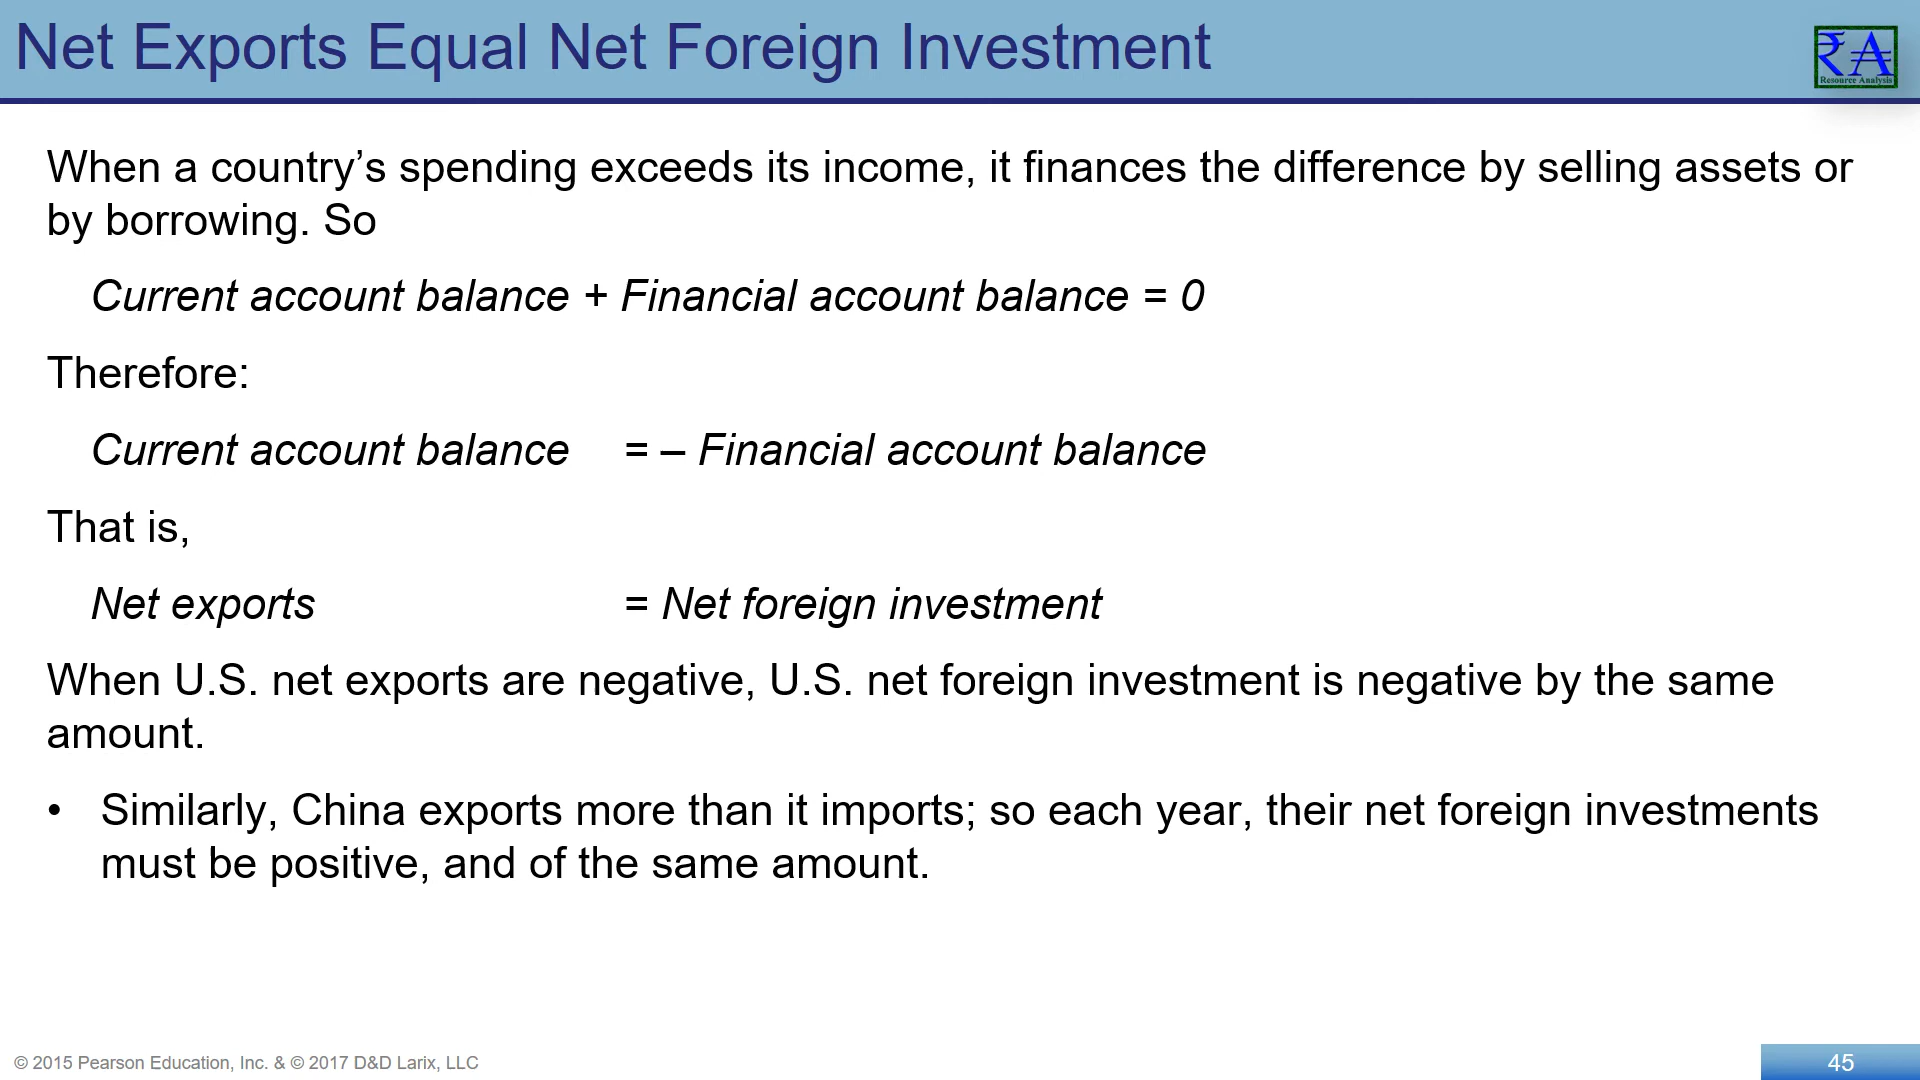 Net Exports Equal Net Foreign Investment
₹A
Resource Analysis
When a country’s spending exceeds its income, it finances the difference by selling assets or
by borrowing. So
Current account balance + Financial account balance = 0
Therefore:
Current account balance = – Financial account balance
That is,
Net exports = Net foreign investment
When U.S. net exports are negative, U.S. net foreign investment is negative by the same
amount.
• Similarly, China exports more than it imports; so each year, their net foreign investments
must be positive, and of the same amount.
© 2015 Pearson Education, Inc. & © 2017 D&D Larix, LLC
45